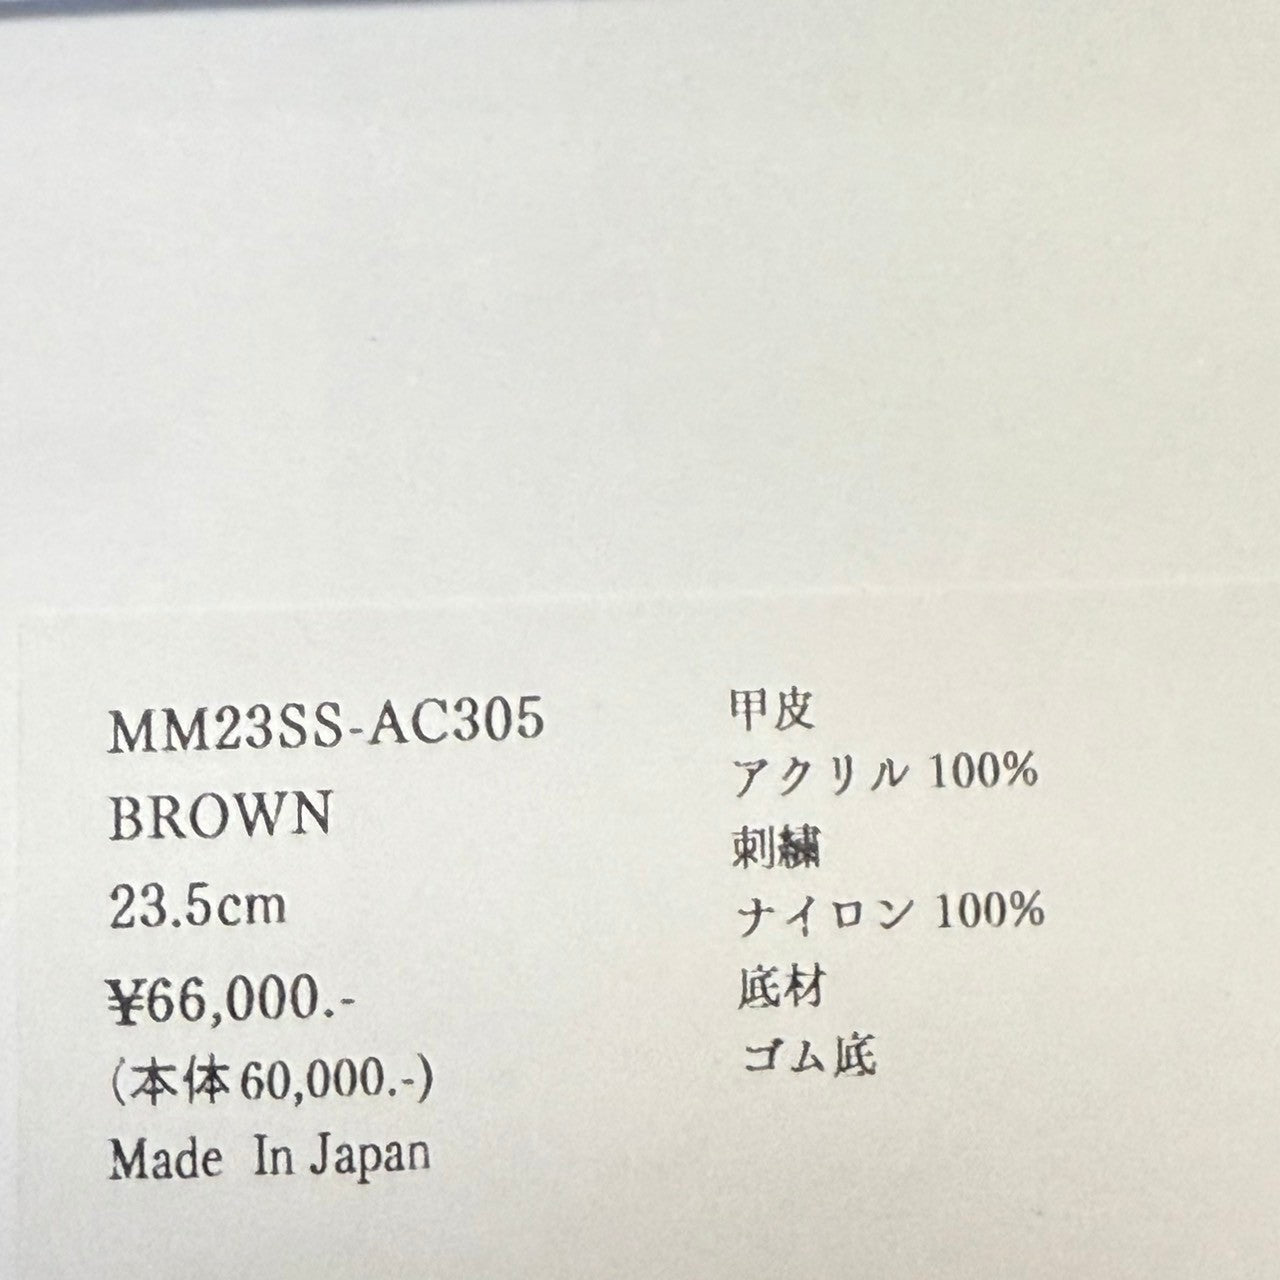 MM23SS-AC305
BROWN
23.5cm
¥66,000.-
(本体60,000.-)
Made In Japan
甲皮
アクリル 100%
刺繍
ナイロン 100%
底材
ゴム底